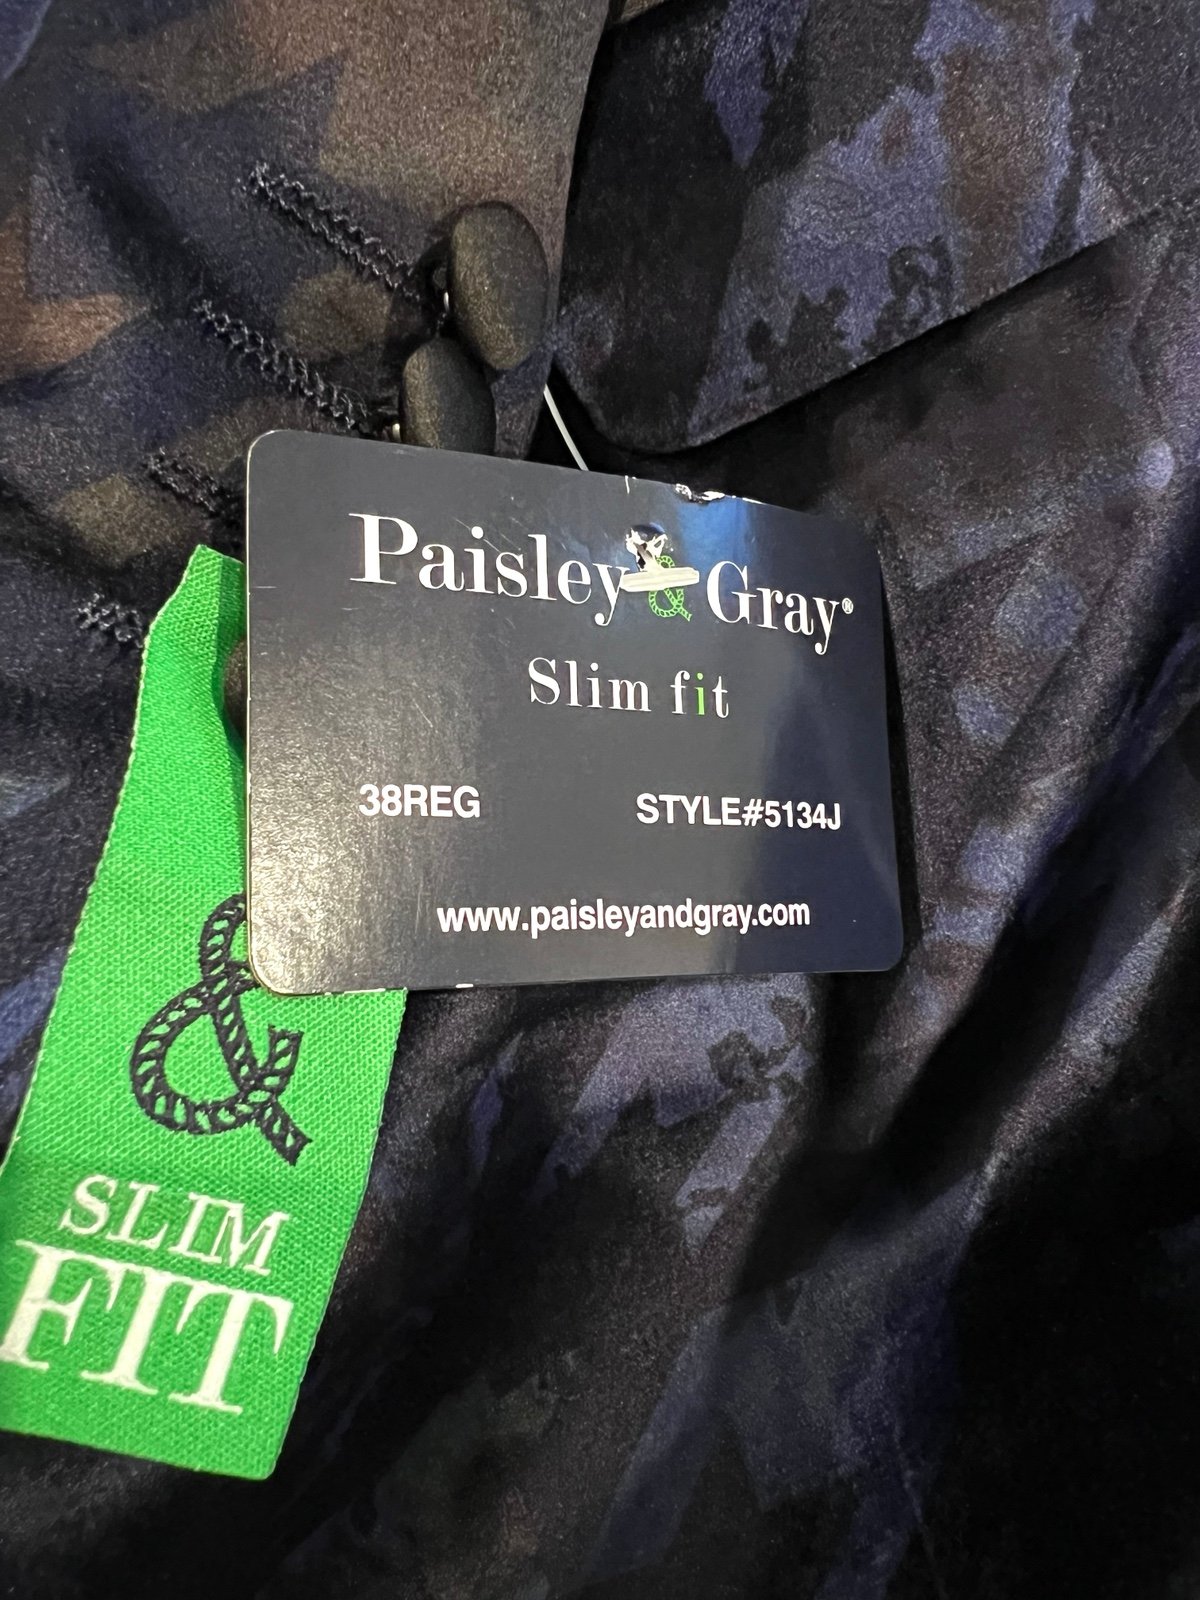 Paisley & Gray®
Slim fit
38REG STYLE#5134J
www.paisleyandgray.com
&
SLIM
FIT